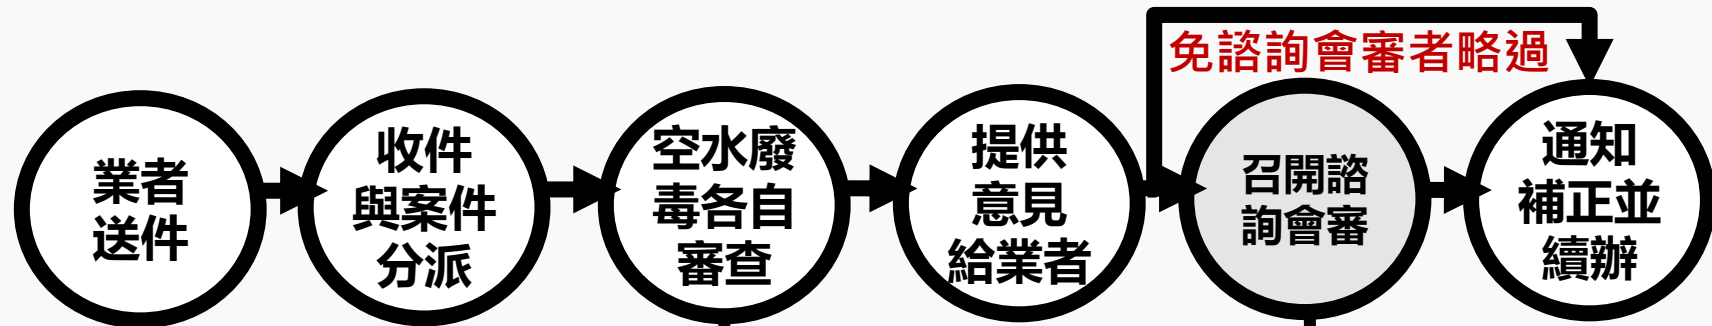 免諮詢會審者略過
業者
送件
收件
與案件
分派
空水廢
毒各自
審查
提供
意見
給業者
召開諮
詢會審
通知
補正並
續辦